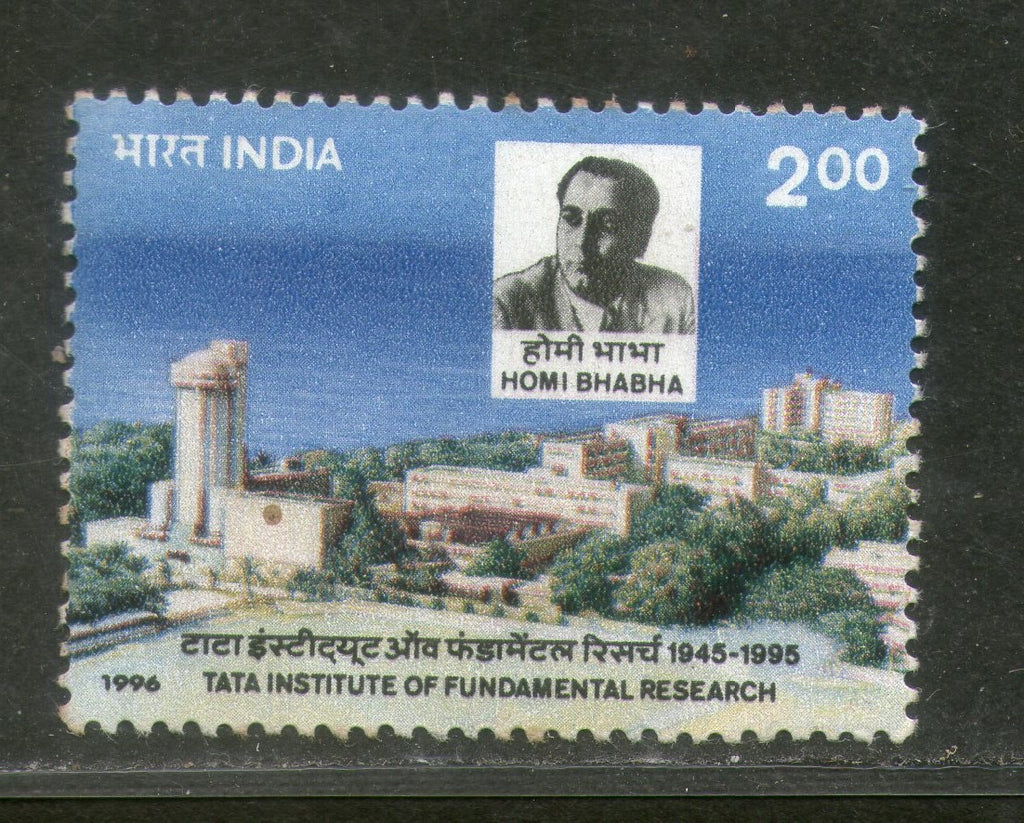 भारत INDIA
2.00
होमी भाभा
HOMI BHABHA
टाटा इंस्टीद्यूट ऑव फंडामेंटल रिसर्च 1945-1995
1996 TATA INSTITUTE OF FUNDAMENTAL RESEARCH